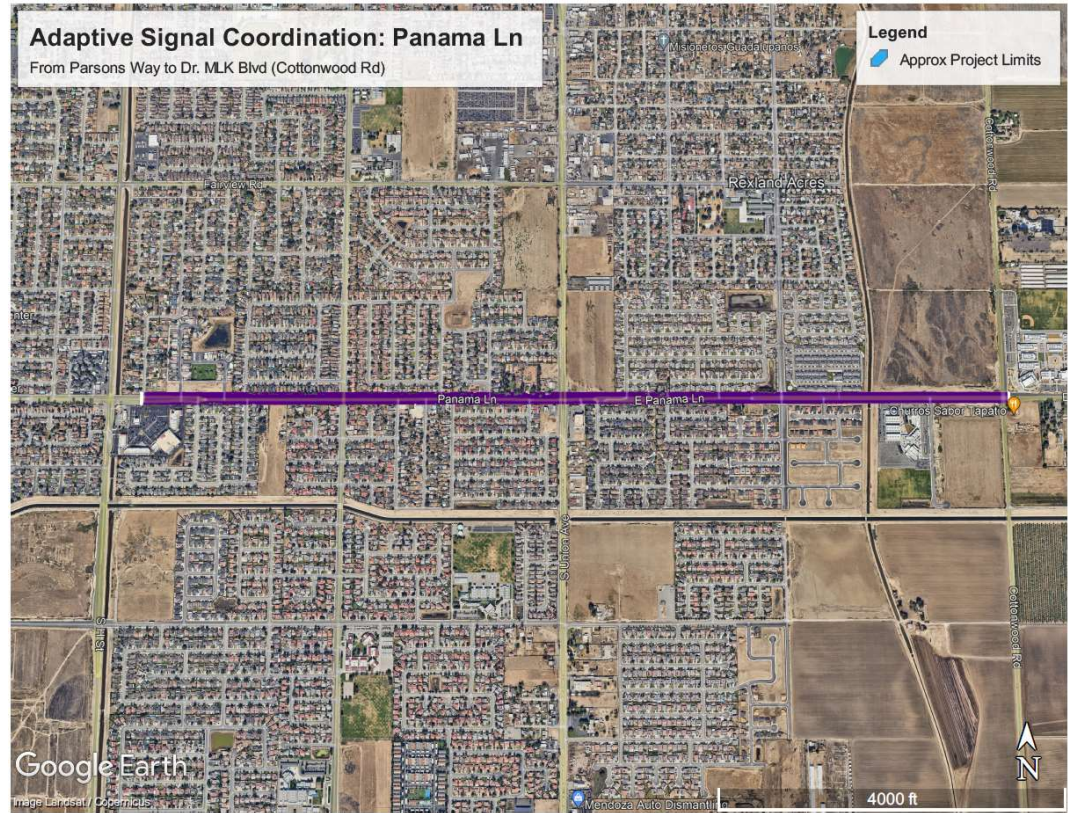 Adaptive Signal Coordination: Panama Ln
From Parsons Way to Dr. MLK Blvd (Cottonwood Rd)
Legend
Approx Project Limits
Misioneros Guadalupanos
Cottonwood Rd
Fairview Rd
Rexland Acres
Panama Ln
E Panama Ln
Churros Sabor Tapatio
S Union Ave
S H St
Cottonwood Rd
N
Google Earth
Image Landsat / Copernicus
Mendoza Auto Dismantling
4000 ft